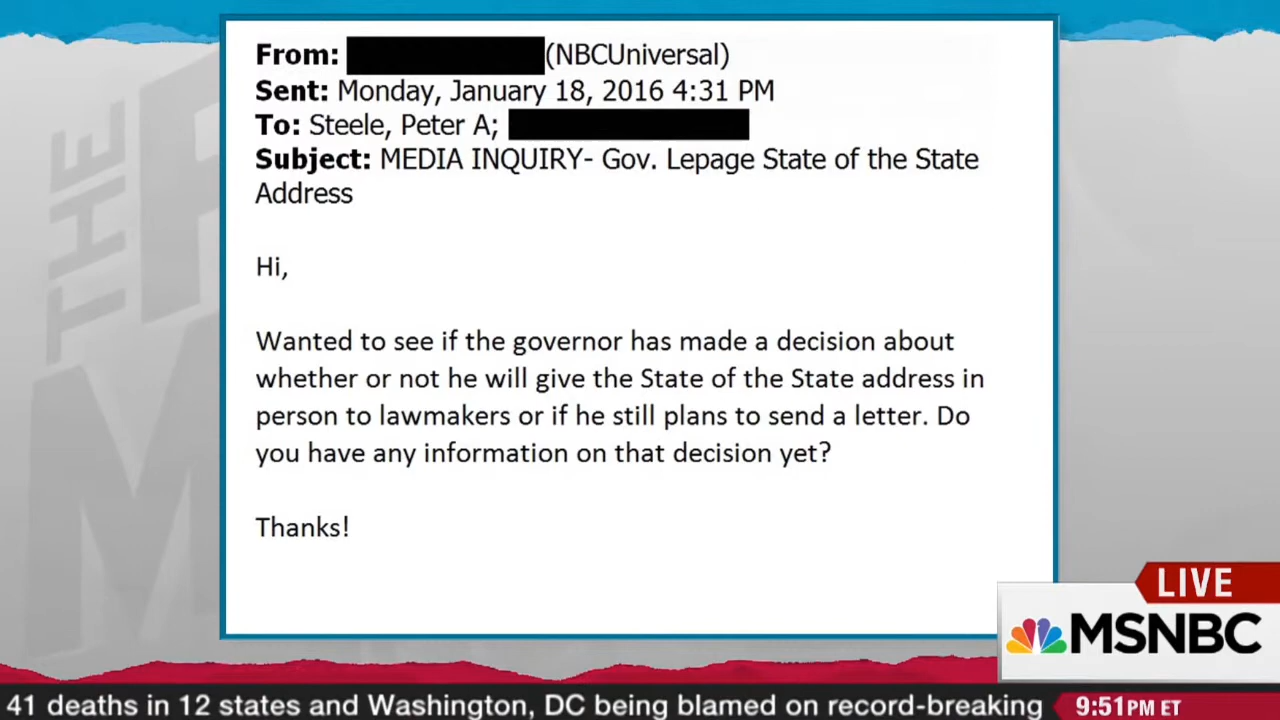 From: (NBCUniversal)
Sent: Monday, January 18, 2016 4:31 PM
To: Steele, Peter A;
Subject: MEDIA INQUIRY- Gov. Lepage State of the State
Address
Hi,
Wanted to see if the governor has made a decision about
whether or not he will give the State of the State address in
person to lawmakers or if he still plans to send a letter. Do
you have any information on that decision yet?
Thanks!
THE
LIVE
MSNBC
41 deaths in 12 states and Washington, DC being blamed on record-breaking
9:51PM ET